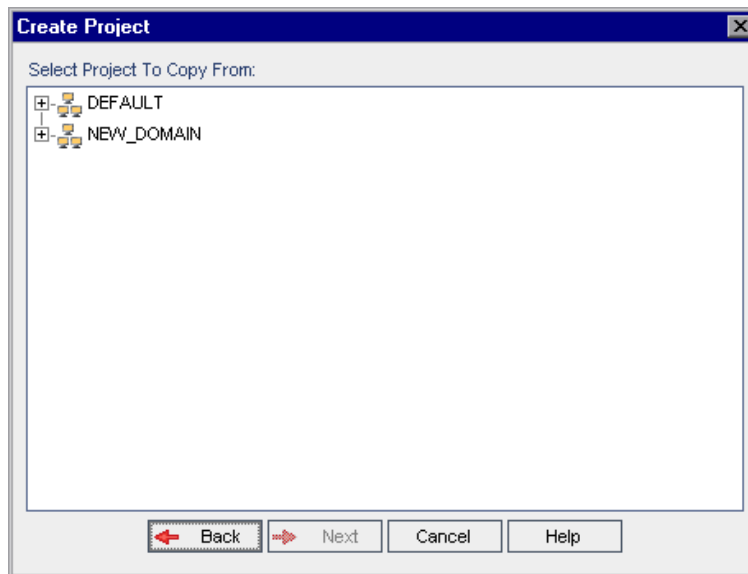 Create Project
Select Project To Copy From:
DEFAULT
NEW_DOMAIN
Back Next Cancel Help